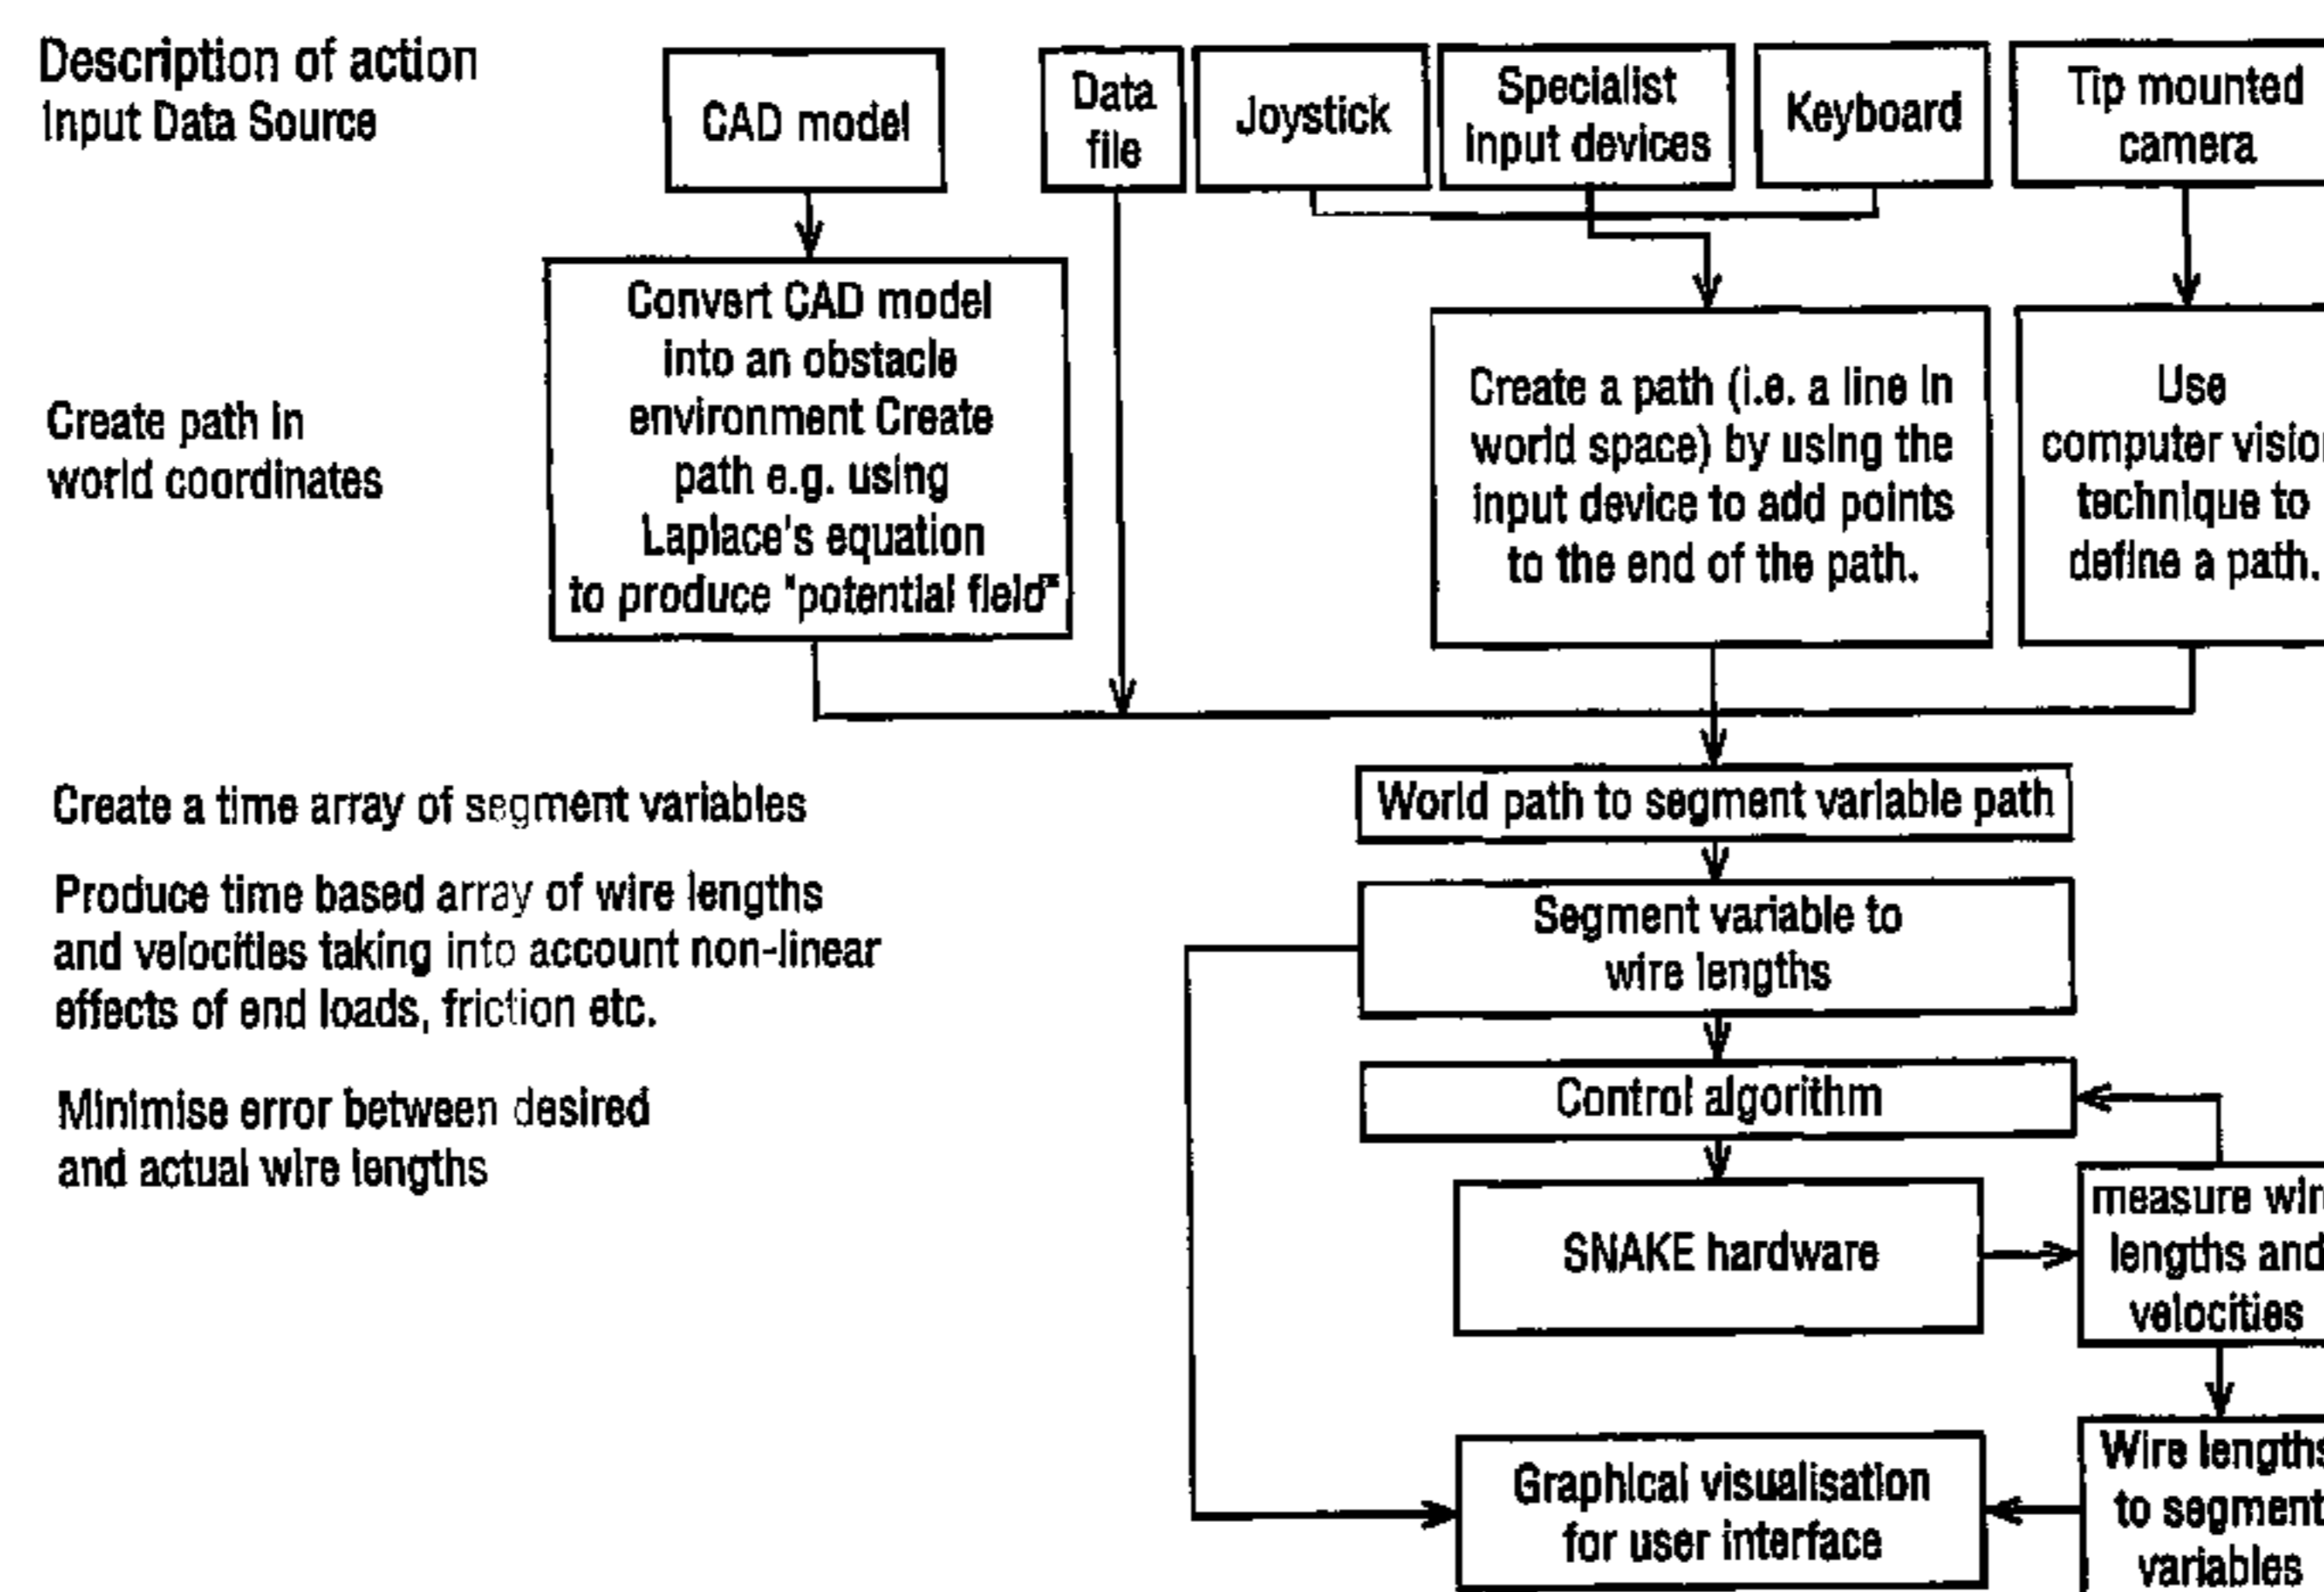 Description of action
Input Data Source
CAD model
Data
file
Joystick
Specialist
input devices
Keyboard
Tip mounted
camera
Create path in
world coordinates
Convert CAD model
into an obstacle
environment Create
path e.g. using
Laplace's equation
to produce "potential field"
Create a path (i.e. a line in
world space) by using the
input device to add points
to the end of the path.
Use
computer
technique to
define a path.
Create a time array of segment variables
World path to segment variable path
Produce time based array of wire lengths
and velocities taking into account non-linear
effects of end loads, friction etc.
Segment variable to
wire lengths
Minimise error between desired
and actual wire lengths
Control algorithm
SNAKE hardware
measure
lengths and
velocities
Graphical visualisation
for user interface
Wire lengths
to segment
variables